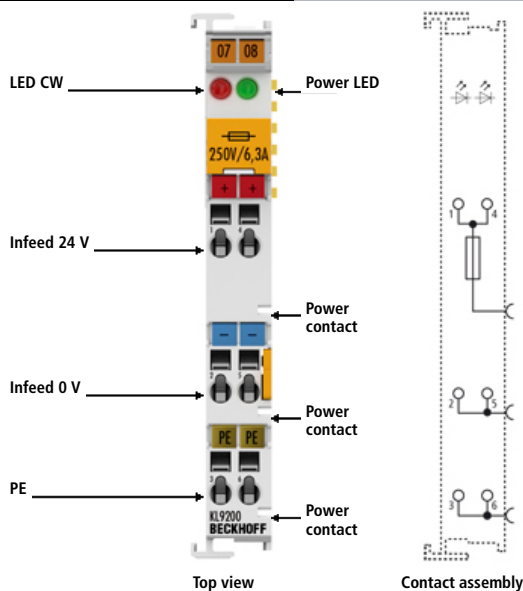 07 08
LED CW
Power LED
250V/6,3A
+ +
1 4
Infeed 24 V
Power
contact
- -
2 5
Infeed 0 V
Power
contact
PE PE
3 6
PE
KL9200
BECKHOFF
Power
contact
Top view
1 4
2 5
3 6
Contact assembly